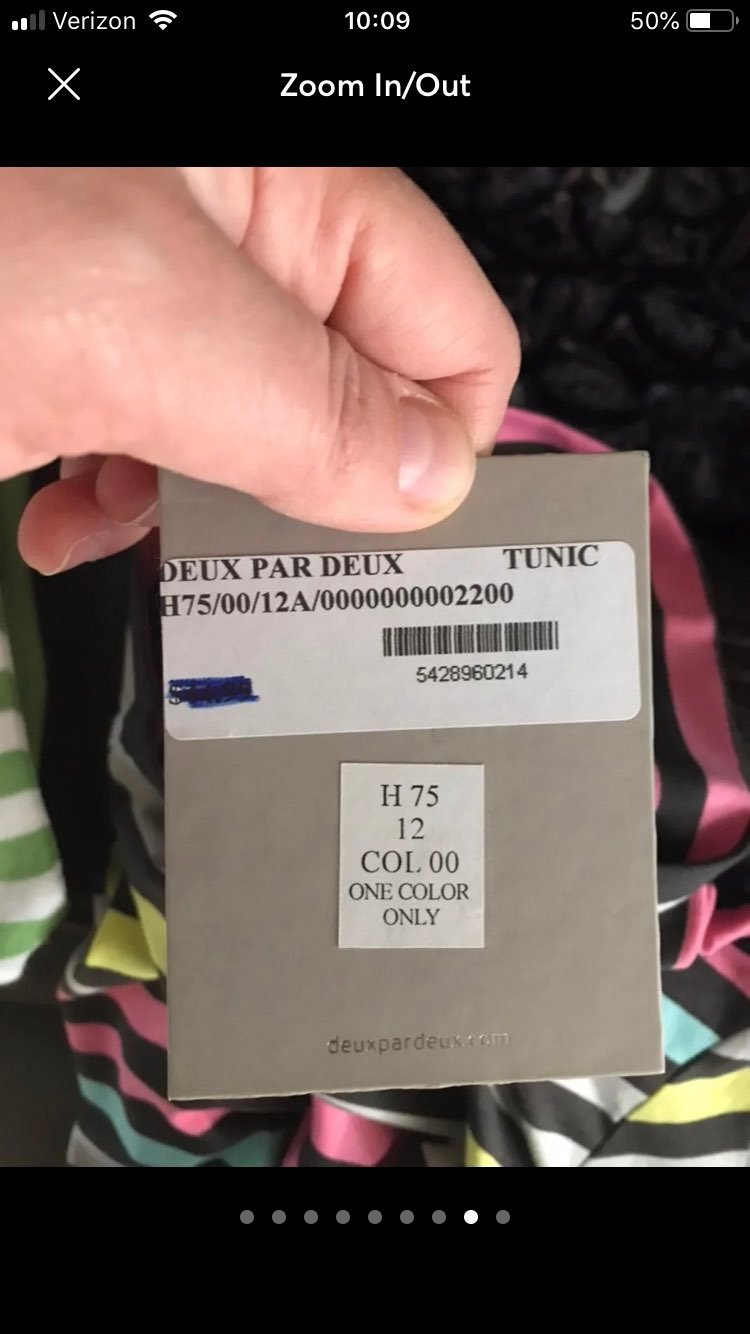 Verizon 10:09 50%
Zoom In/Out
DEUX PAR DEUX TUNIC
H75/00/12A/0000000002200
5428960214
H 75
12
COL 00
ONE COLOR
ONLY
deuxpardeux.com